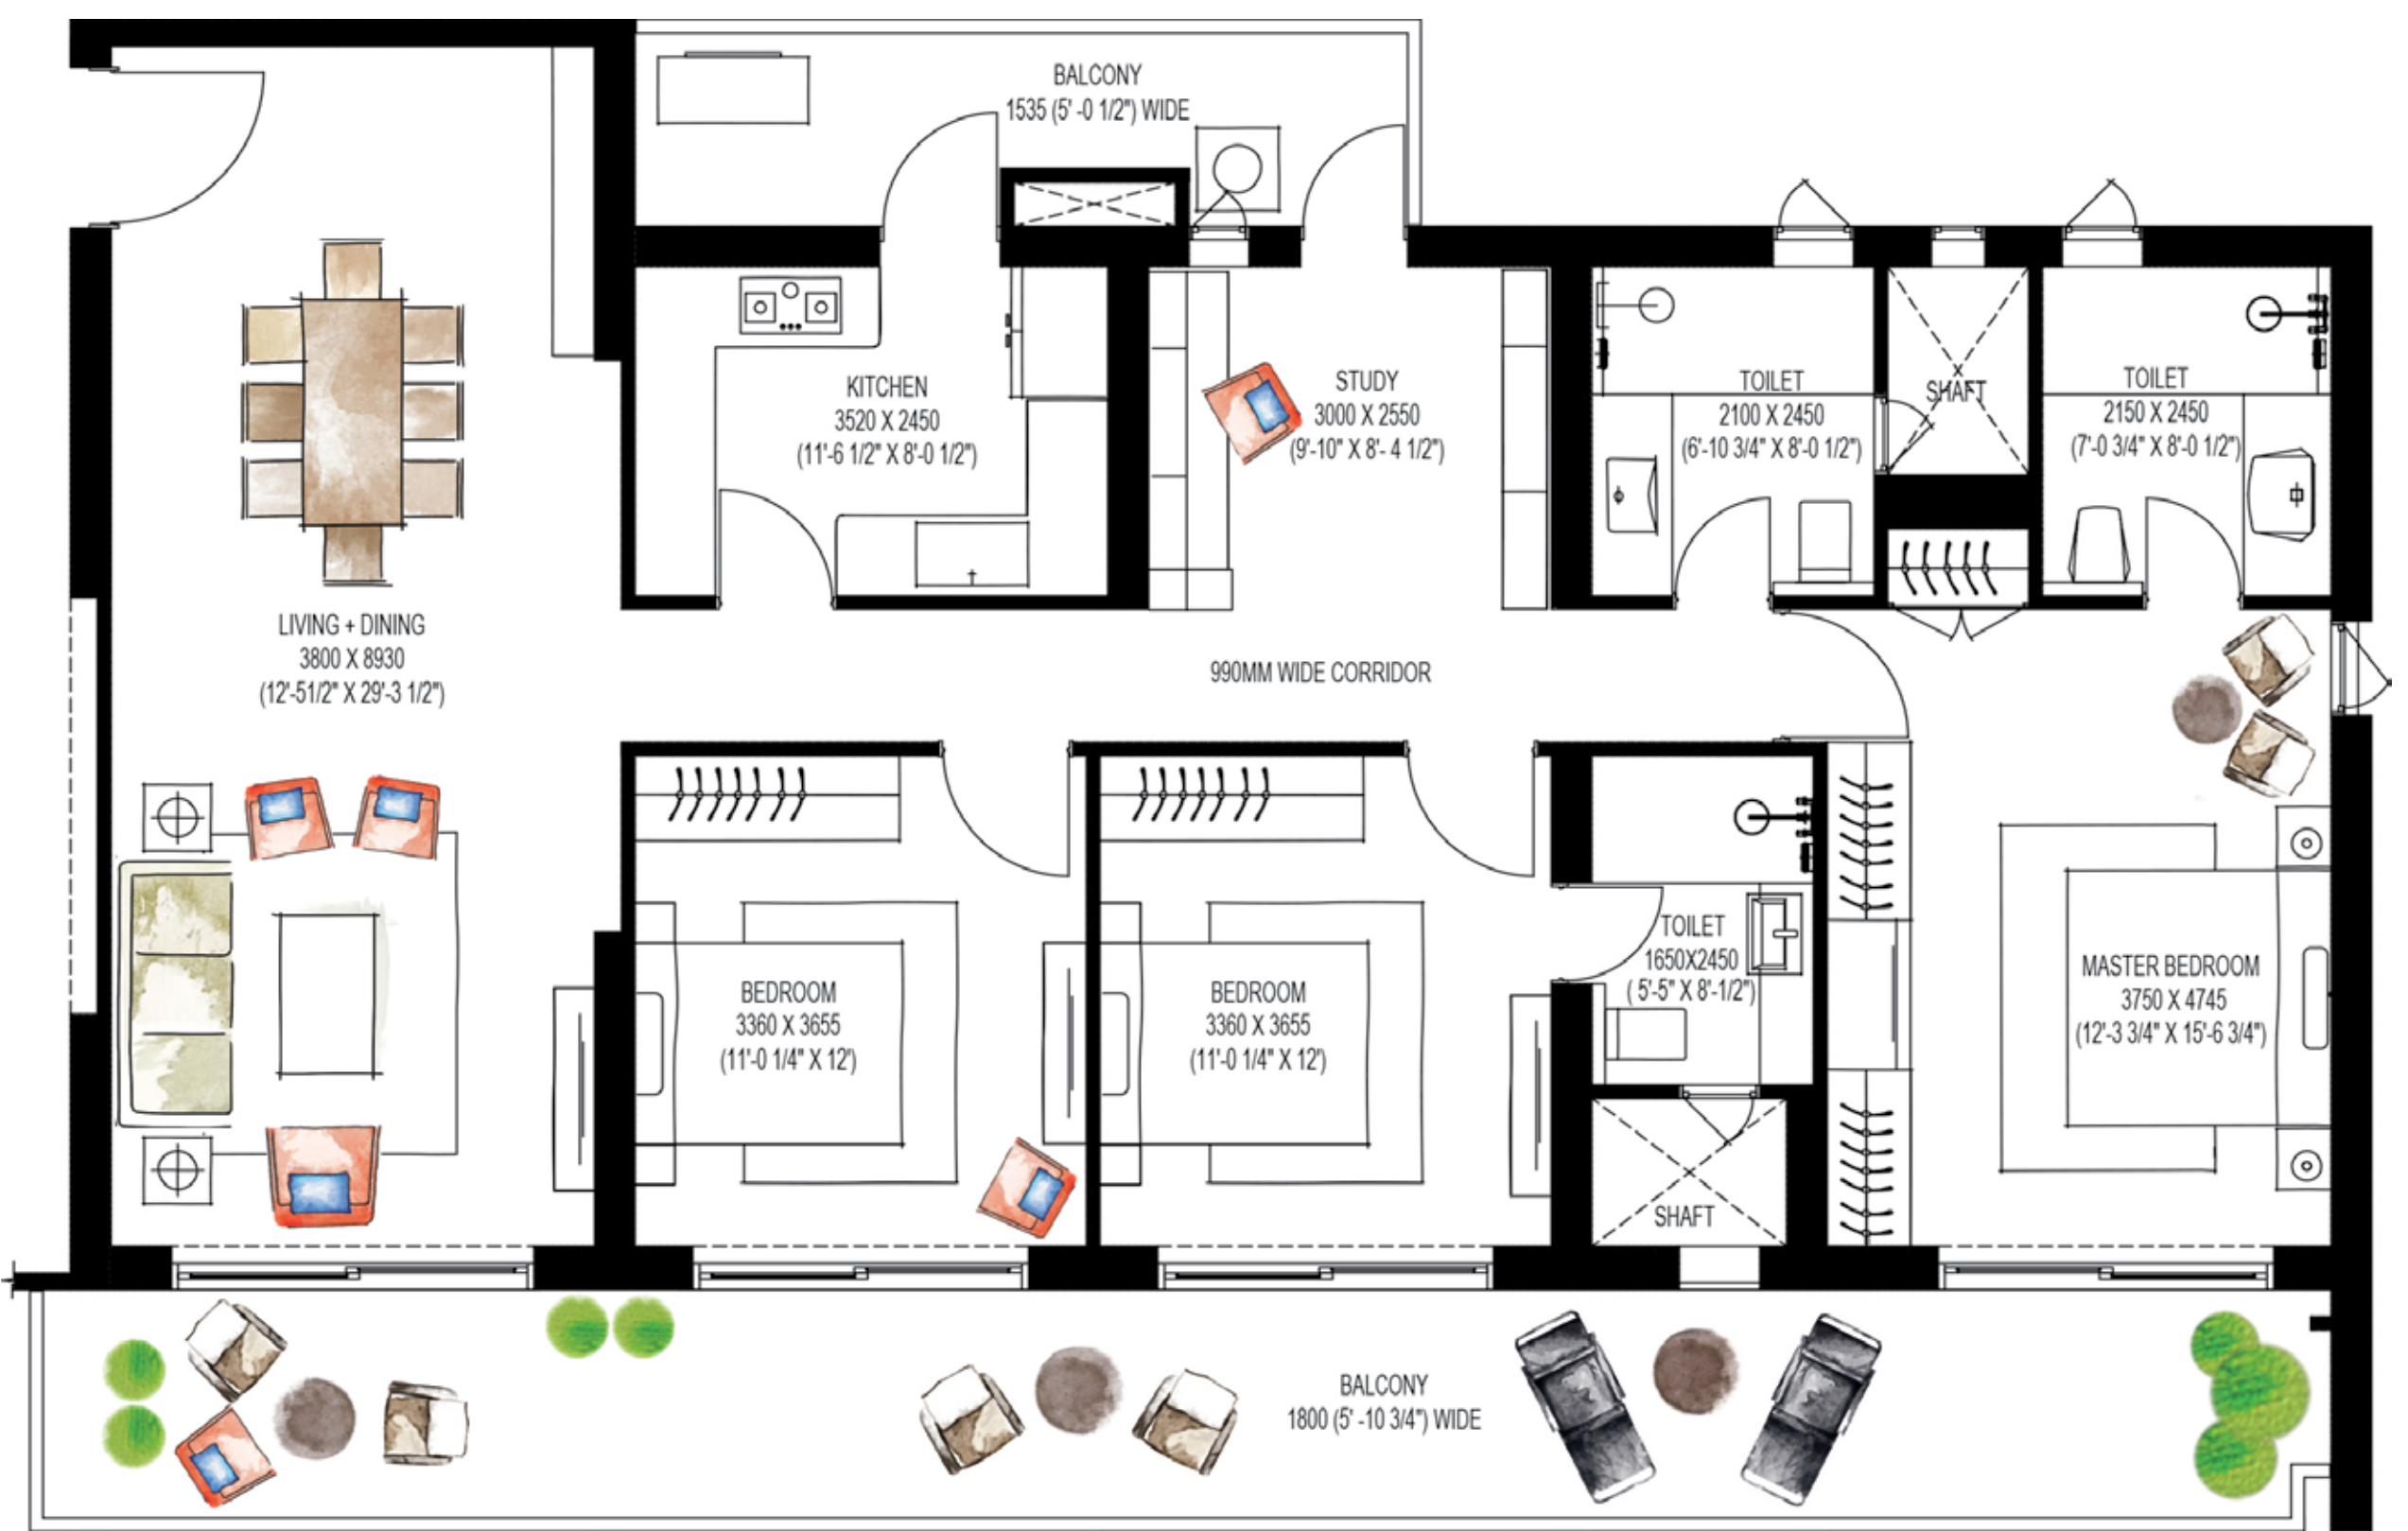 BALCONY
1535 (5' -0 1/2") WIDE
KITCHEN
3520 X 2450
(11'-6 1/2" X 8'-0 1/2")
STUDY
3000 X 2550
(9'-10" X 8'- 4 1/2")
TOILET
2100 X 2450
(6'-10 3/4" X 8'-0 1/2")
SHAFT
TOILET
2150 X 2450
(7'-0 3/4" X 8'-0 1/2")
LIVING + DINING
3800 X 8930
(12'-51/2" X 29'-3 1/2")
990MM WIDE CORRIDOR
BEDROOM
3360 X 3655
(11'-0 1/4" X 12')
BEDROOM
3360 X 3655
(11'-0 1/4" X 12')
TOILET
1650X2450
( 5'-5" X 8'-1/2")
MASTER BEDROOM
3750 X 4745
(12'-3 3/4" X 15'-6 3/4")
SHAFT
BALCONY
1800 (5' -10 3/4") WIDE